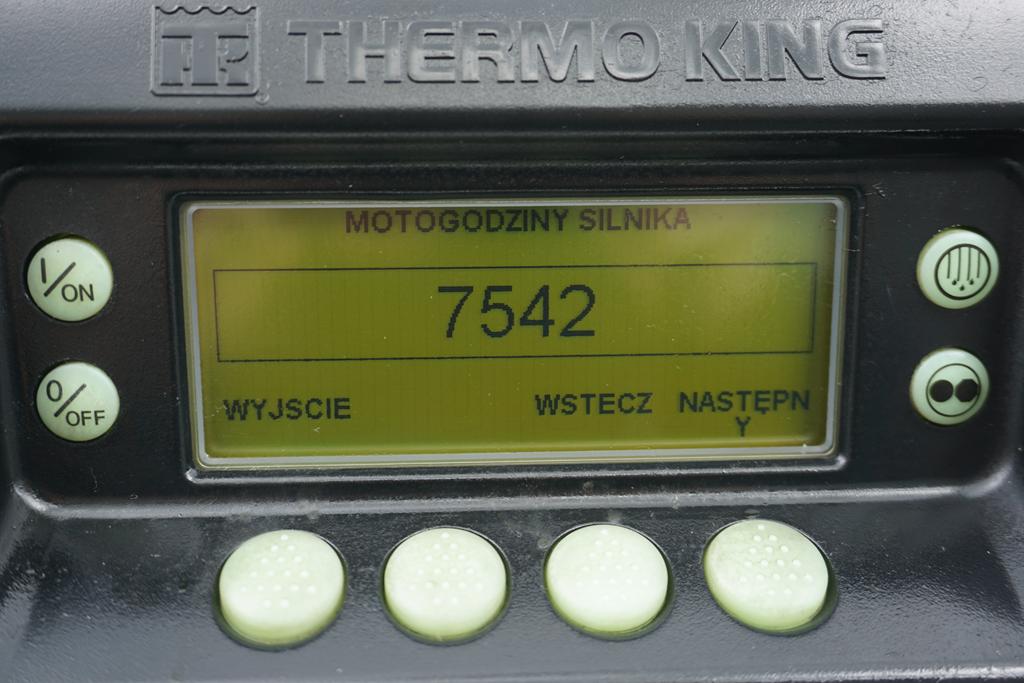 THERMO KING
MOTOGODZINY SILNIKA
I/ON
7542
0/OFF
WYJSCIE WSTECZ NASTĘPN
Y